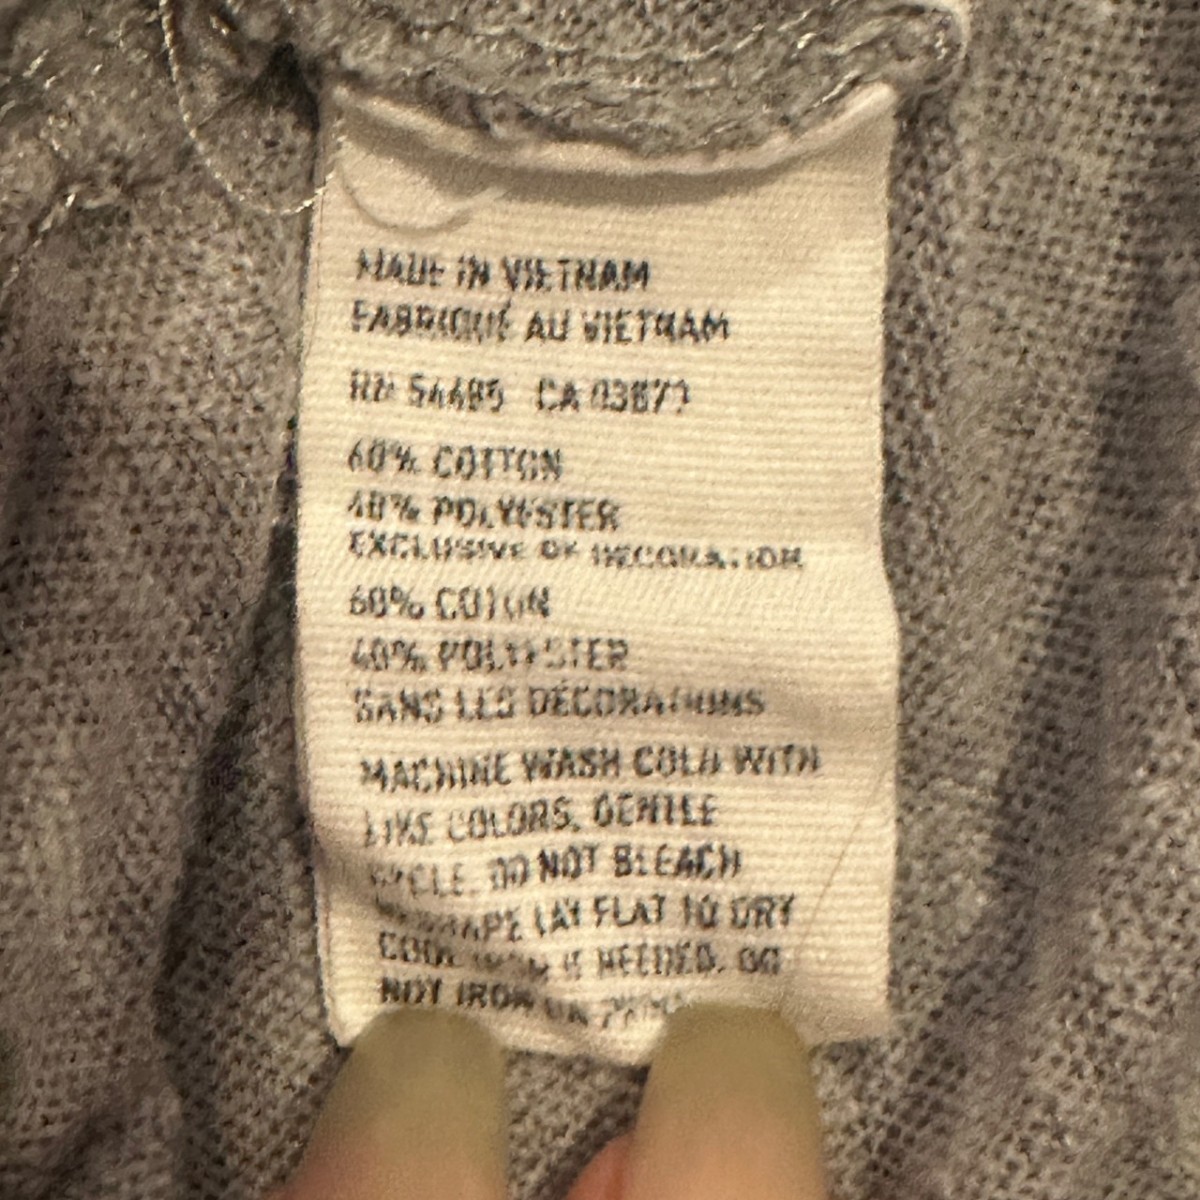 MADE IN VIETNAM
FABRIQUÉ AU VIETNAM
RN 54485 CA 03877
60% COTTON
40% POLYESTER
EXCLUSIVE OF DECORATION
60% COTON
40% POLYESTER
SANS LES DÉCORATIONS
MACHINE WASH COLD WITH
LIKE COLORS, GENTLE
CYCLE. DO NOT BLEACH
RESHAPE LAY FLAT TO DRY
COOL IRON IF NEEDED. DO
NOT IRON ON